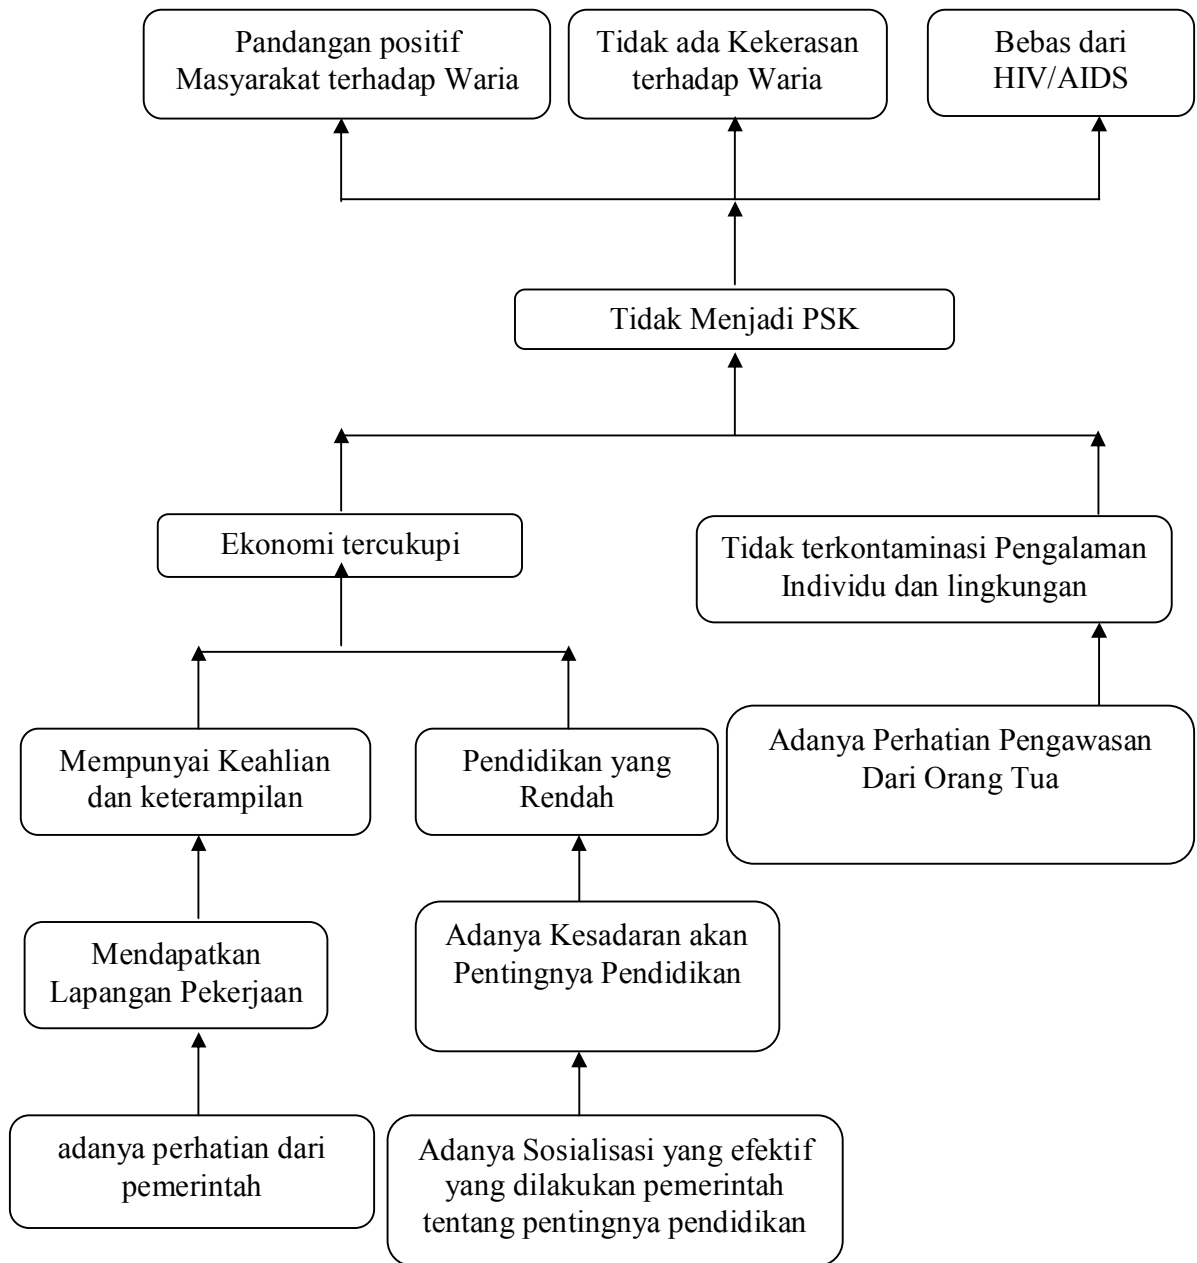 Pandangan positif
Masyarakat terhadap Waria
Tidak ada Kekerasan
terhadap Waria
Bebas dari
HIV/AIDS
Tidak Menjadi PSK
Ekonomi tercukupi
Tidak terkontaminasi Pengalaman
Individu dan lingkungan
Mempunyai Keahlian
dan keterampilan
Pendidikan yang
Rendah
Adanya Perhatian Pengawasan
Dari Orang Tua
Mendapatkan
Lapangan Pekerjaan
Adanya Kesadaran akan
Pentingnya Pendidikan
adanya perhatian dari
pemerintah
Adanya Sosialisasi yang efektif
yang dilakukan pemerintah
tentang pentingnya pendidikan